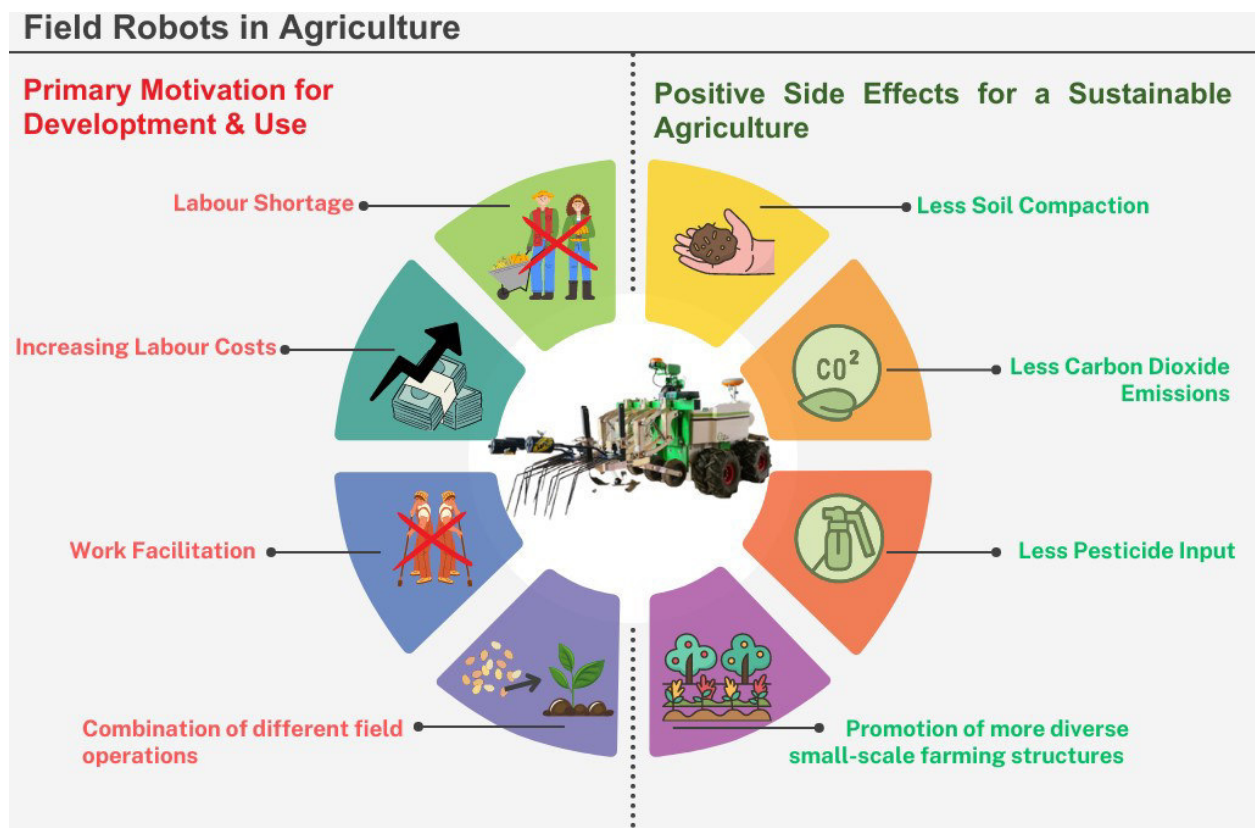 Field Robots in Agriculture
Primary Motivation for
Developtment & Use
Labour Shortage
Increasing Labour Costs
Work Facilitation
Combination of different field
operations
Positive Side Effects for a Sustainable
Agriculture
Less Soil Compaction
CO²
Less Carbon Dioxide
Emissions
Less Pesticide Input
Promotion of more diverse
small-scale farming structures